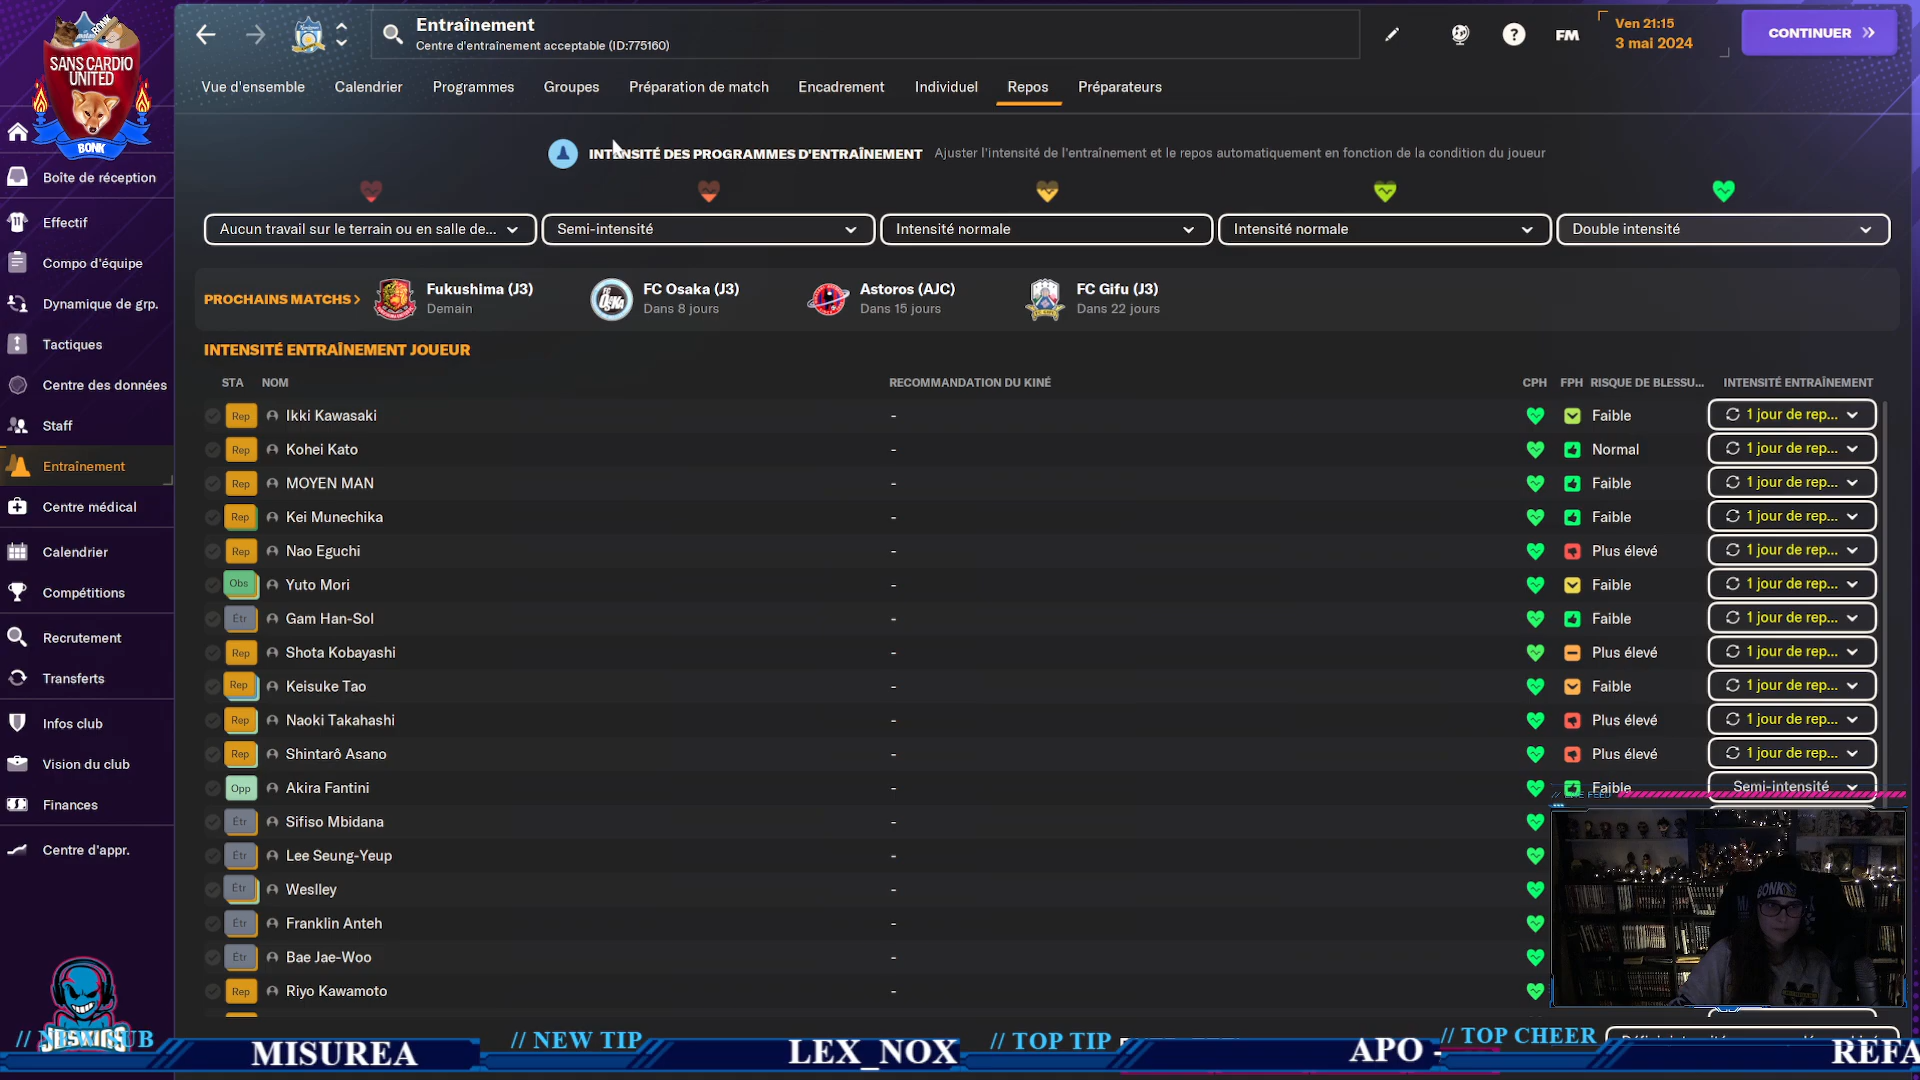 Entraînement
Centre d'entraînement acceptable (ID:775160)
FM
Ven 21:15
3 mai 2024
CONTINUER
SANS CARDIO
UNITED
BONK
Vue d'ensemble
Calendrier
Programmes
Groupes
Préparation de match
Encadrement
Individuel
Repos
Préparateurs
Boîte de réception
Effectif
Compo d'équipe
Dynamique de grp.
Tactiques
Centre des données
Staff
Entraînement
Centre médical
Calendrier
Compétitions
Recrutement
Transferts
Infos club
Vision du club
Finances
Centre d'appr.
INTENSITÉ DES PROGRAMMES D'ENTRAÎNEMENT
Ajuster l'intensité de l'entraînement et le repos automatiquement en fonction de la condition du joueur
Aucun travail sur le terrain ou en salle de...
Semi-intensité
Intensité normale
Intensité normale
Double intensité
PROCHAINS MATCHS >
Fukushima (J3)
Demain
FC Osaka (J3)
Dans 8 jours
Astoros (AJC)
Dans 15 jours
FC Gifu (J3)
Dans 22 jours
INTENSITÉ ENTRAÎNEMENT JOUEUR
STA NOM RECOMMANDATION DU KINÉ CPH FPH RISQUE DE BLESSU... INTENSITÉ ENTRAÎNEMENT
Rep Ikki Kawasaki - Faible 1 jour de rep...
Rep Kohei Kato - Normal 1 jour de rep...
Rep MOYEN MAN - Faible 1 jour de rep...
Rep Kei Munechika - Faible 1 jour de rep...
Rep Nao Eguchi - Plus élevé 1 jour de rep...
Obs Yuto Mori - Faible 1 jour de rep...
Étr Gam Han-Sol - Faible 1 jour de rep...
Rep Shota Kobayashi - Plus élevé 1 jour de rep...
Rep Keisuke Tao - Faible 1 jour de rep...
Rep Naoki Takahashi - Plus élevé 1 jour de rep...
Rep Shintarô Asano - Plus élevé 1 jour de rep...
Opp Akira Fantini - Faible Semi-intensité
Étr Sifiso Mbidana -
Étr Lee Seung-Yeup -
Étr Weslley -
Étr Franklin Anteh -
Étr Bae Jae-Woo -
Rep Riyo Kawamoto -
BONK
// NEW SUB
MISUREA
// NEW TIP
LEX_NOX
// TOP TIP
APO -
// TOP CHEER
REFA